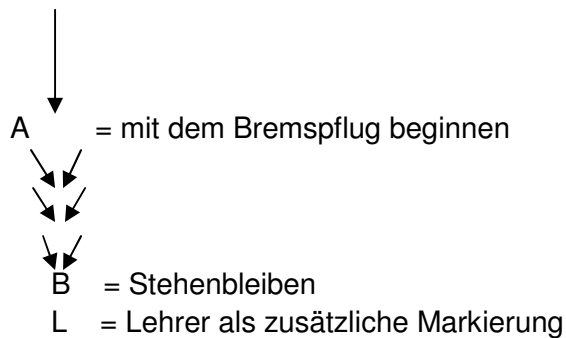 A = mit dem Bremspflug beginnen
B = Stehenbleiben
L = Lehrer als zusätzliche Markierung